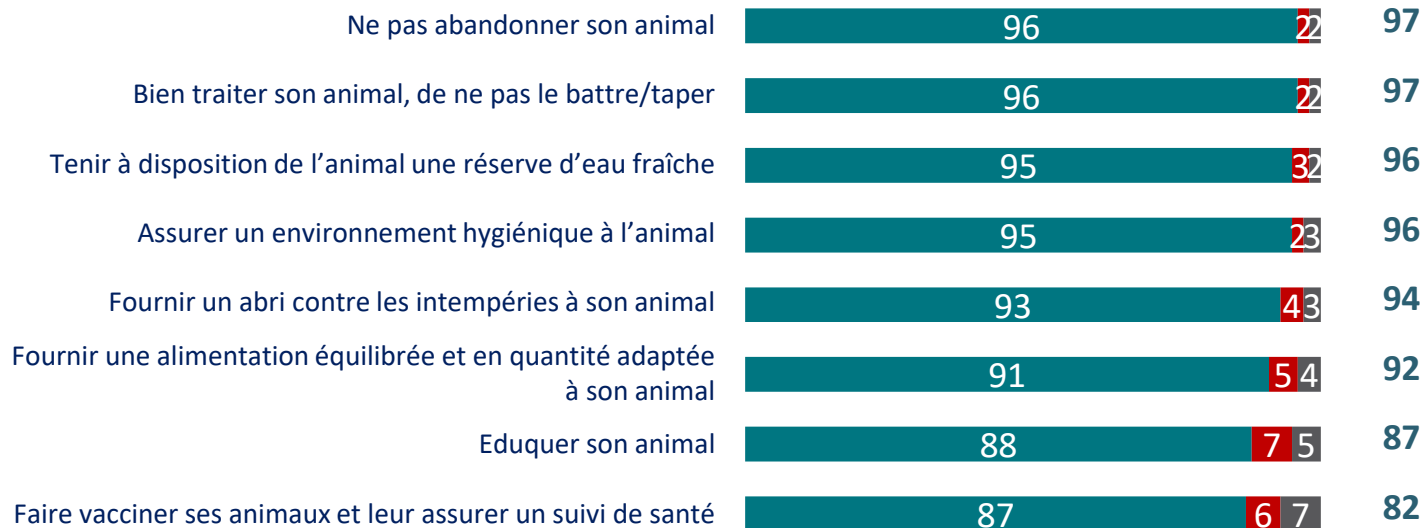 Ne pas abandonner son animal 96 2 2 97
Bien traiter son animal, de ne pas le battre/taper 96 2 2 97
Tenir à disposition de l’animal une réserve d’eau fraîche 95 3 2 96
Assurer un environnement hygiénique à l’animal 95 2 3 96
Fournir un abri contre les intempéries à son animal 93 4 3 94
Fournir une alimentation équilibrée et en quantité adaptée
à son animal 91 5 4 92
Eduquer son animal 88 7 5 87
Faire vacciner ses animaux et leur assurer un suivi de santé 87 6 7 82